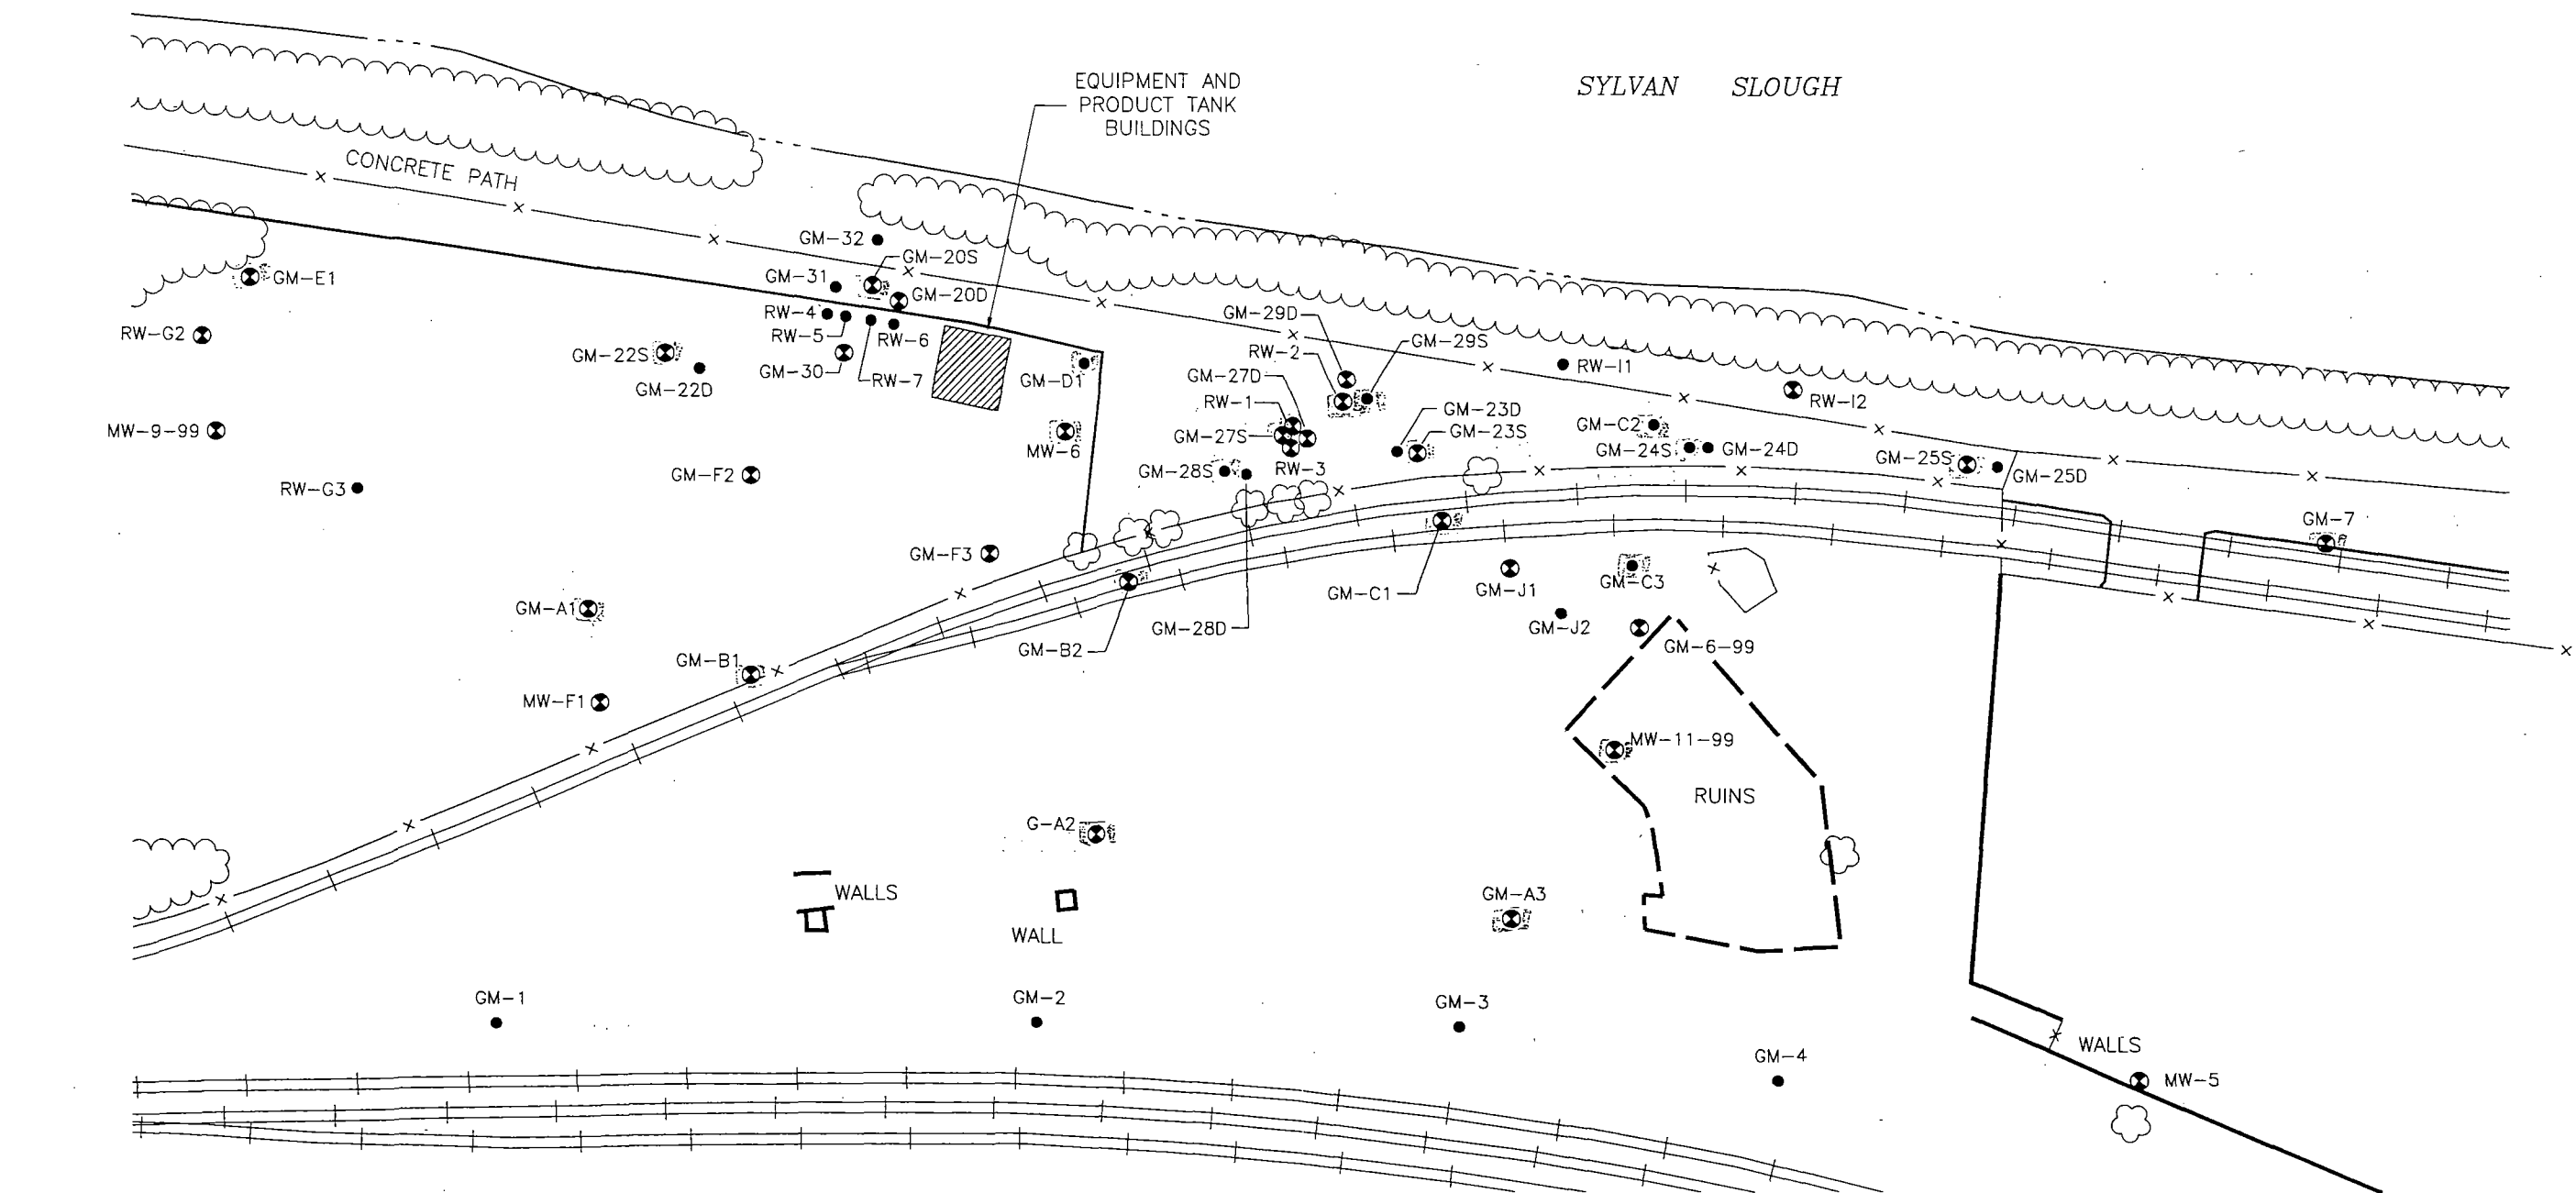 EQUIPMENT AND
PRODUCT TANK
BUILDINGS
SYLVAN SLOUGH
CONCRETE PATH
GM-32
GM-20S
GM-31
GM-20D
GM-E1
RW-4
RW-5
RW-6
RW-7
GM-30
RW-G2
GM-22S
GM-22D
GM-D1
GM-29D
GM-29S
RW-2
GM-27D
RW-1
GM-27S
RW-3
RW-I1
RW-I2
GM-23D
GM-23S
GM-C2
GM-24S
GM-24D
GM-25S
GM-25D
MW-9-99
MW-6
GM-28S
GM-F2
RW-G3
GM-7
GM-F3
GM-C1
GM-J1
GM-C3
GM-A1
GM-28D
GM-J2
GM-B2
GM-6-99
GM-B1
MW-F1
MW-11-99
RUINS
G-A2
WALLS
GM-A3
WALL
GM-1
GM-2
GM-3
GM-4
WALLS
MW-5